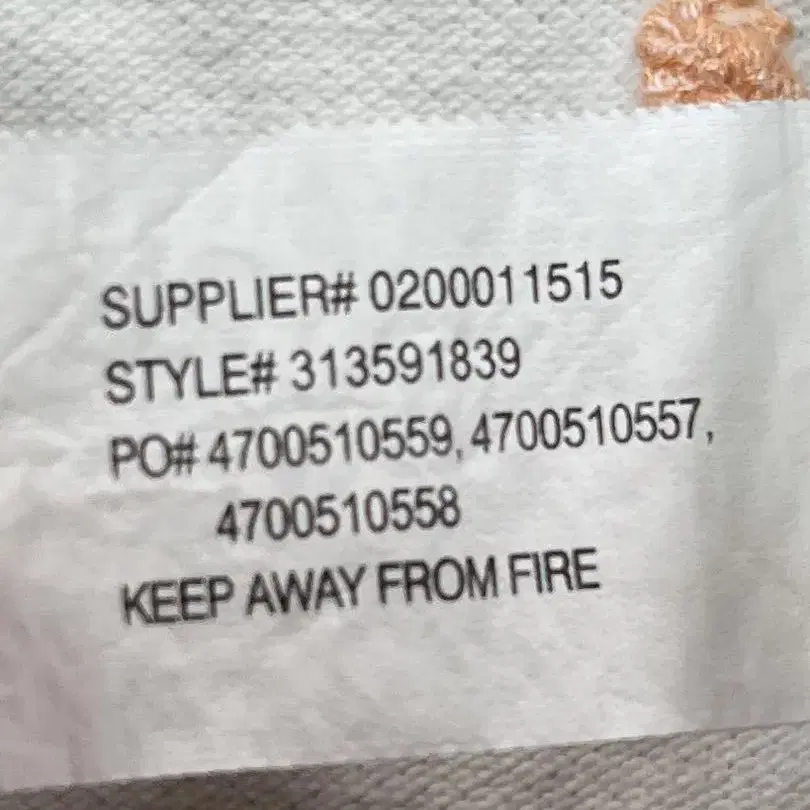 SUPPLIER# 0200011515
STYLE# 313591839
PO# 4700510559, 4700510557,
4700510558
KEEP AWAY FROM FIRE